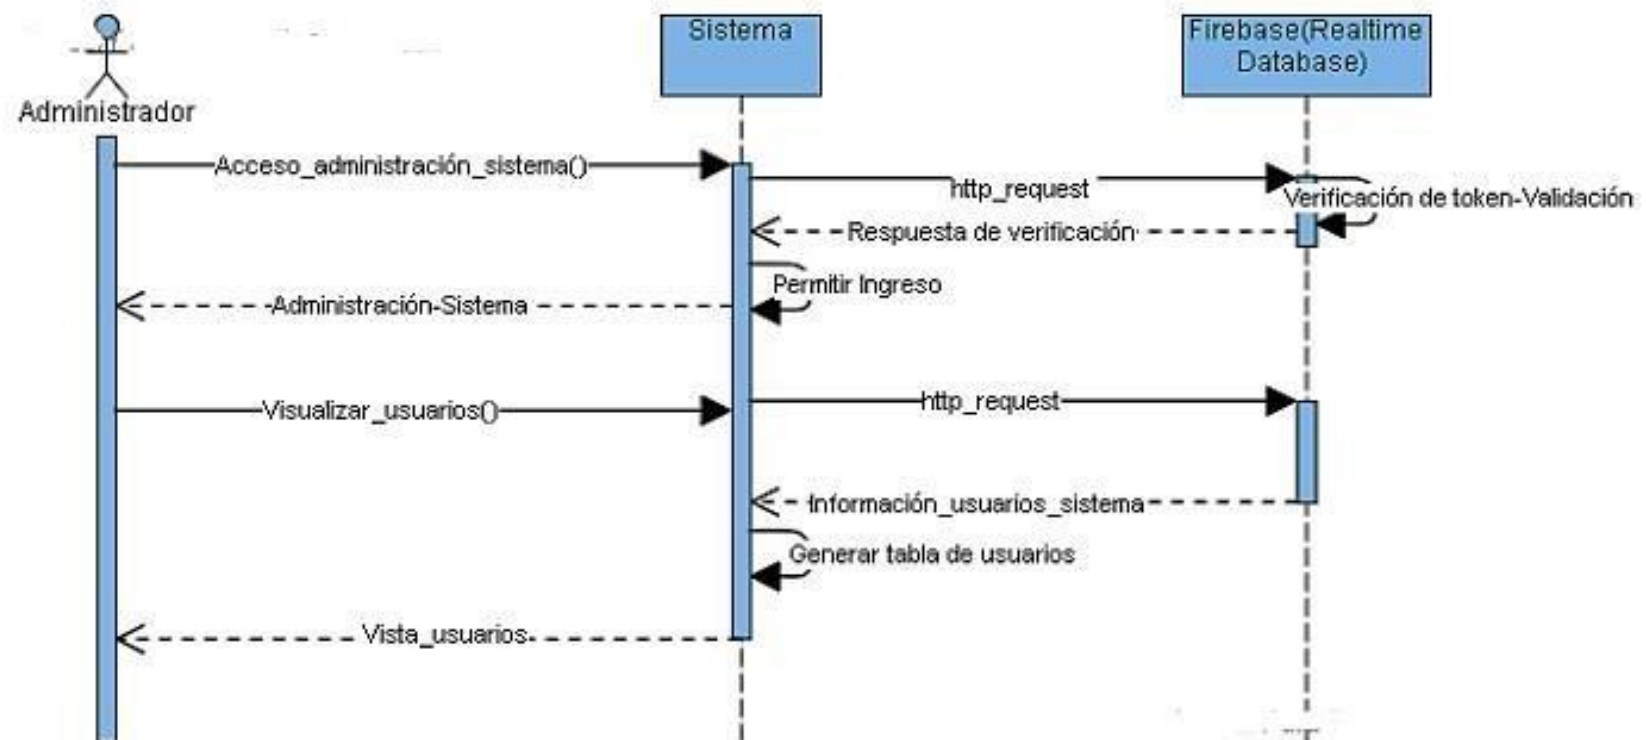 Sistema
Firebase(Realtime
Database)
Administrador
Acceso_administración_sistema()
http_request
Verificación de token-Validación
Respuesta de verificación
Permitir Ingreso
Administración-Sistema
Visualizar_usuarios()
http_request
Información_usuarios_sistema
Generar tabla de usuarios
Vista_usuarios